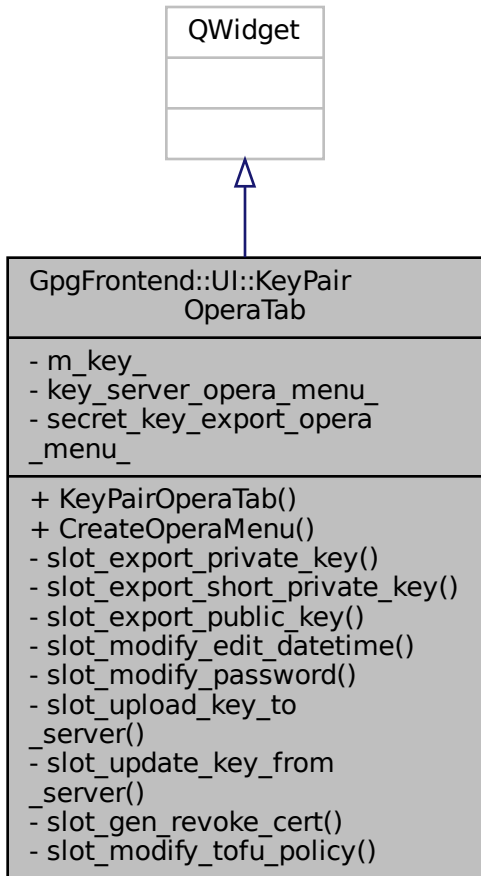 QWidget
GpgFrontend::UI::KeyPair
OperaTab
- m_key_
- key_server_opera_menu_
- secret_key_export_opera
_menu_
+ KeyPairOperaTab()
+ CreateOperaMenu()
- slot_export_private_key()
- slot_export_short_private_key()
- slot_export_public_key()
- slot_modify_edit_datetime()
- slot_modify_password()
- slot_upload_key_to
_server()
- slot_update_key_from
_server()
- slot_gen_revoke_cert()
- slot_modify_tofu_policy()